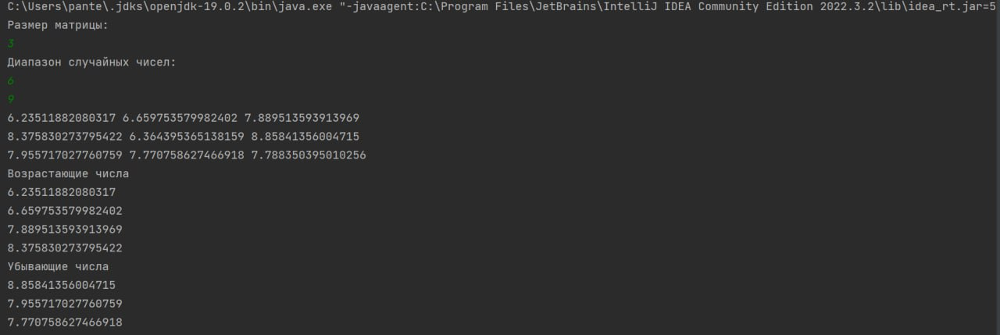 C:\Users\pante\.jdks\openjdk-19.0.2\bin\java.exe "-javaagent:C:\Program Files\JetBrains\IntelliJ IDEA Community Edition 2022.3.2\lib\idea_rt.jar=5
Размер матрицы:
3
Диапазон случайных чисел:
6
9
6.23511882080317 6.659753579982402 7.889513593913969
8.375830273795422 6.364395365138159 8.85841356004715
7.955717027760759 7.770758627466918 7.788350395010256
Возрастающие числа
6.23511882080317
6.659753579982402
7.889513593913969
8.375830273795422
Убывающие числа
8.85841356004715
7.955717027760759
7.770758627466918